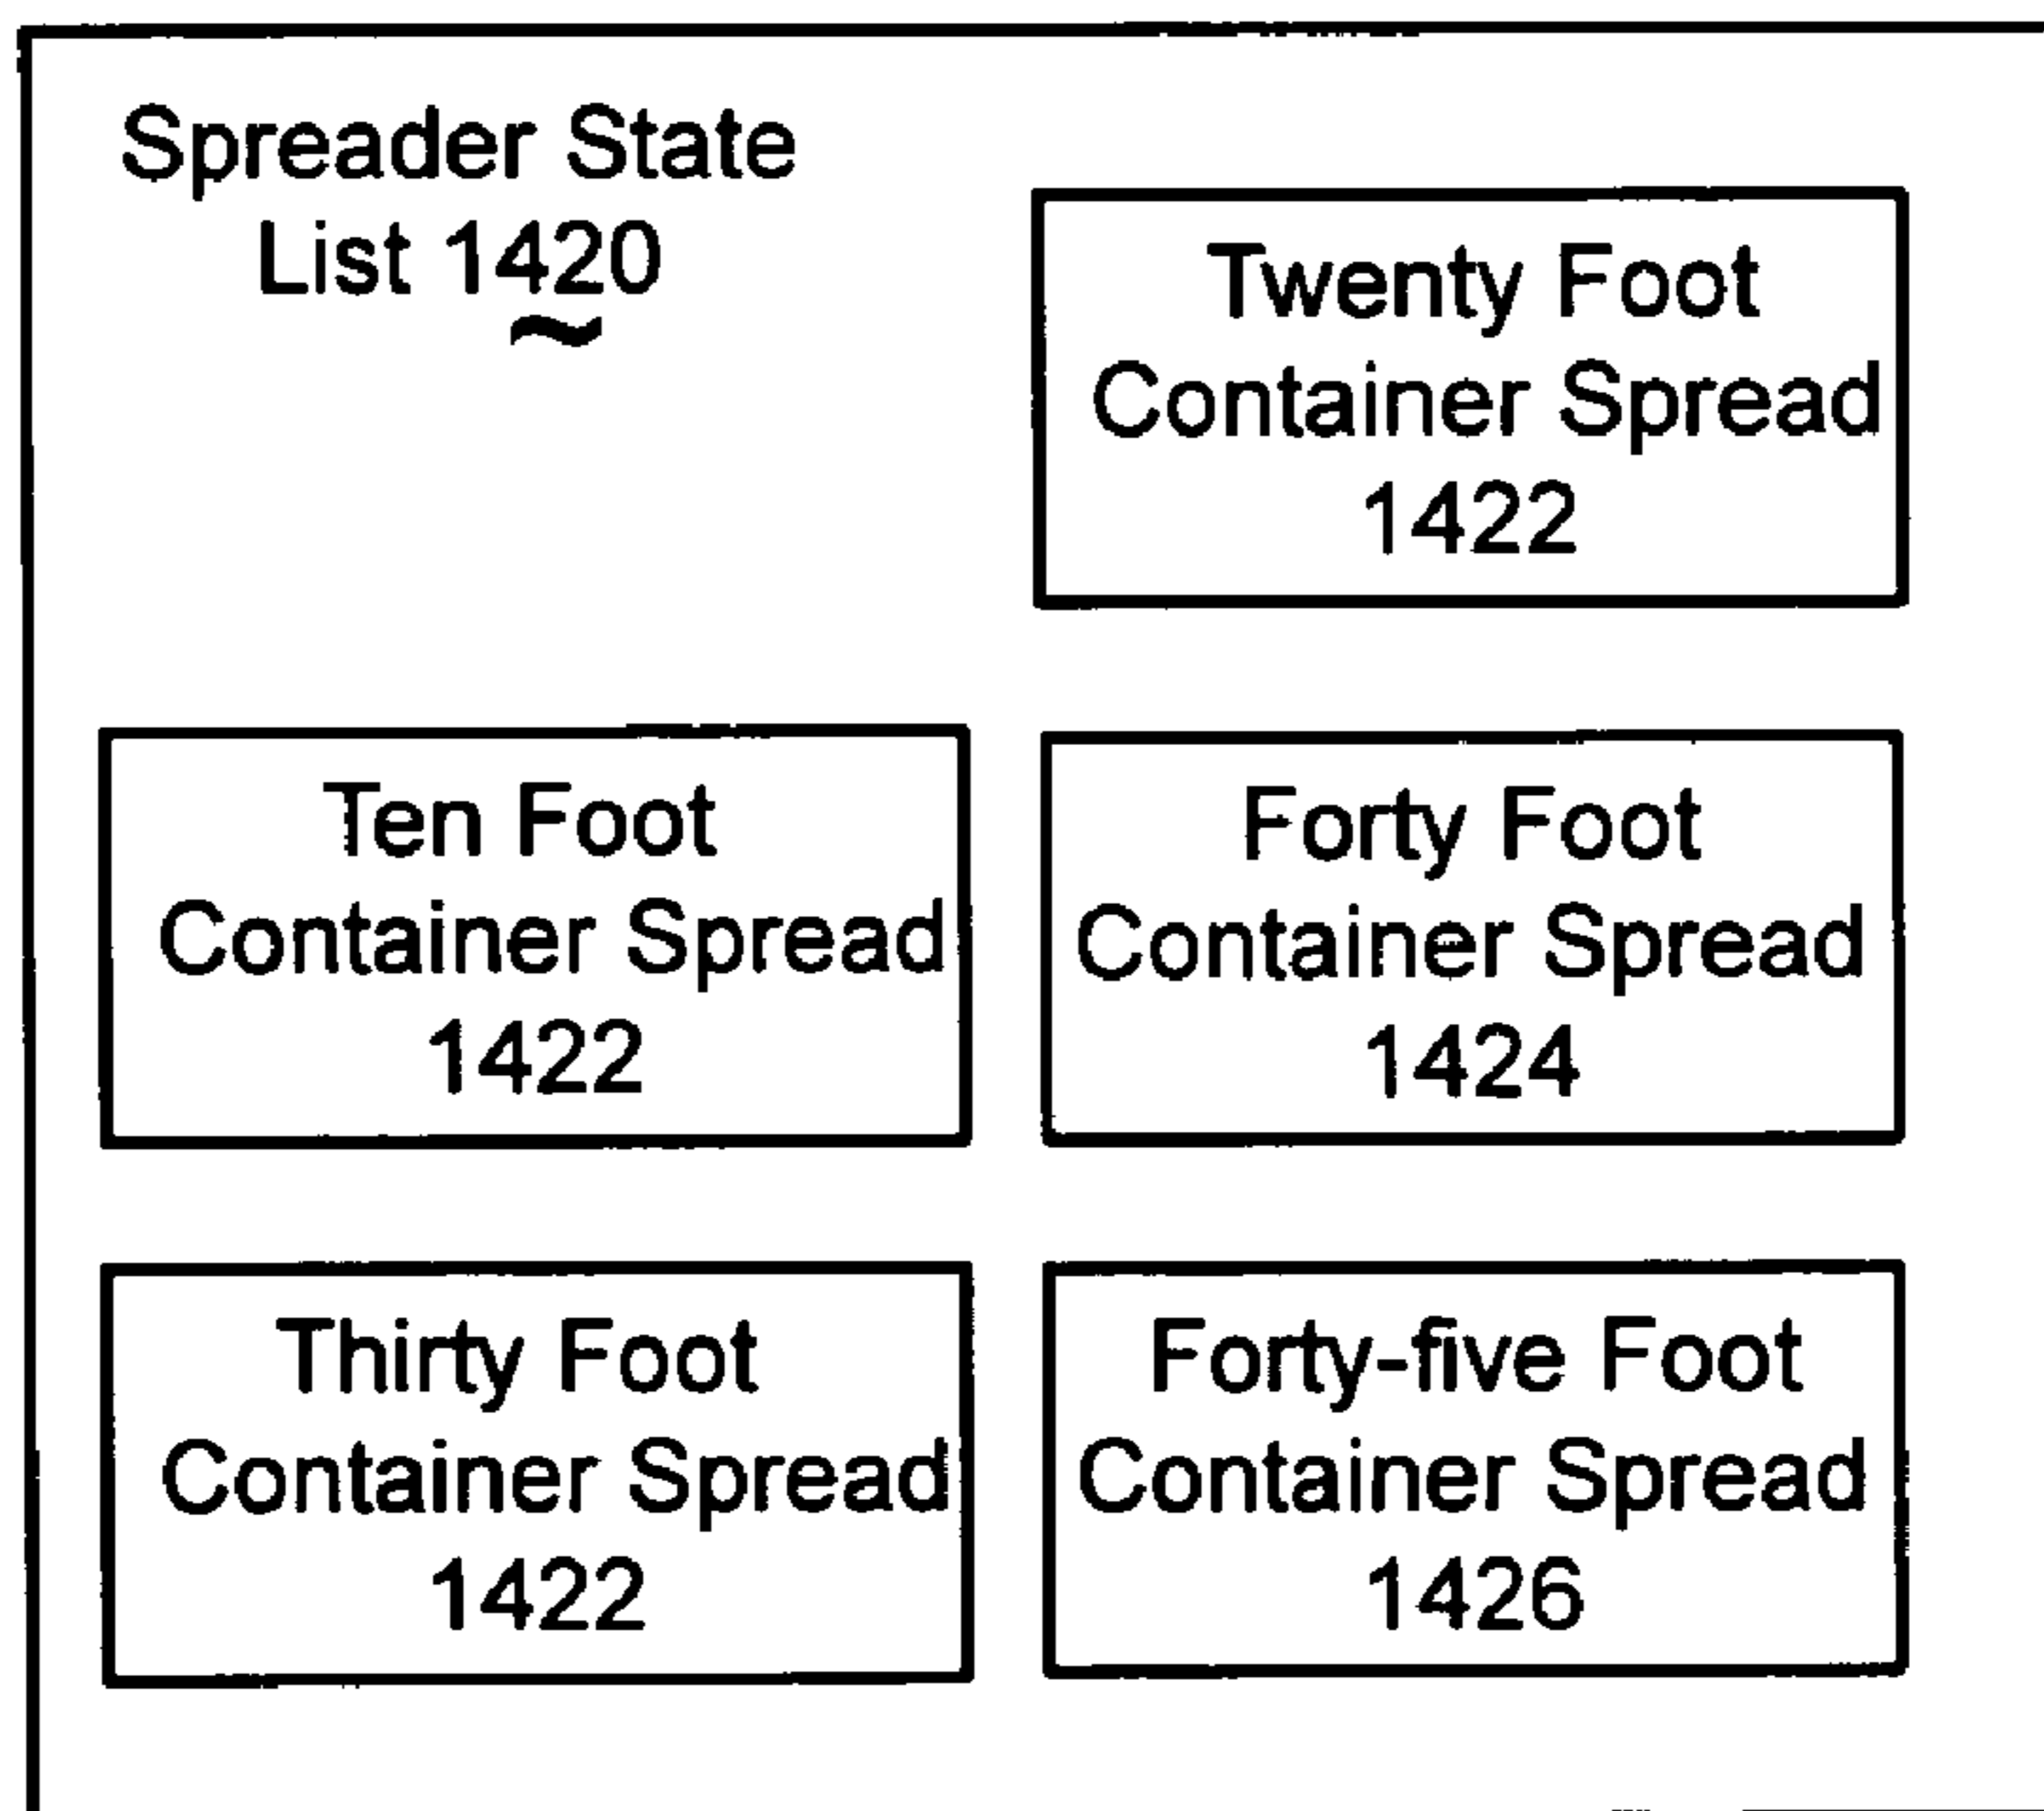 Spreader State
List 1420
Twenty Foot
Container Spread
1422
Ten Foot
Container Spread
1422
Forty Foot
Container Spread
1424
Thirty Foot
Container Spread
1422
Forty-five Foot
Container Spread
1426